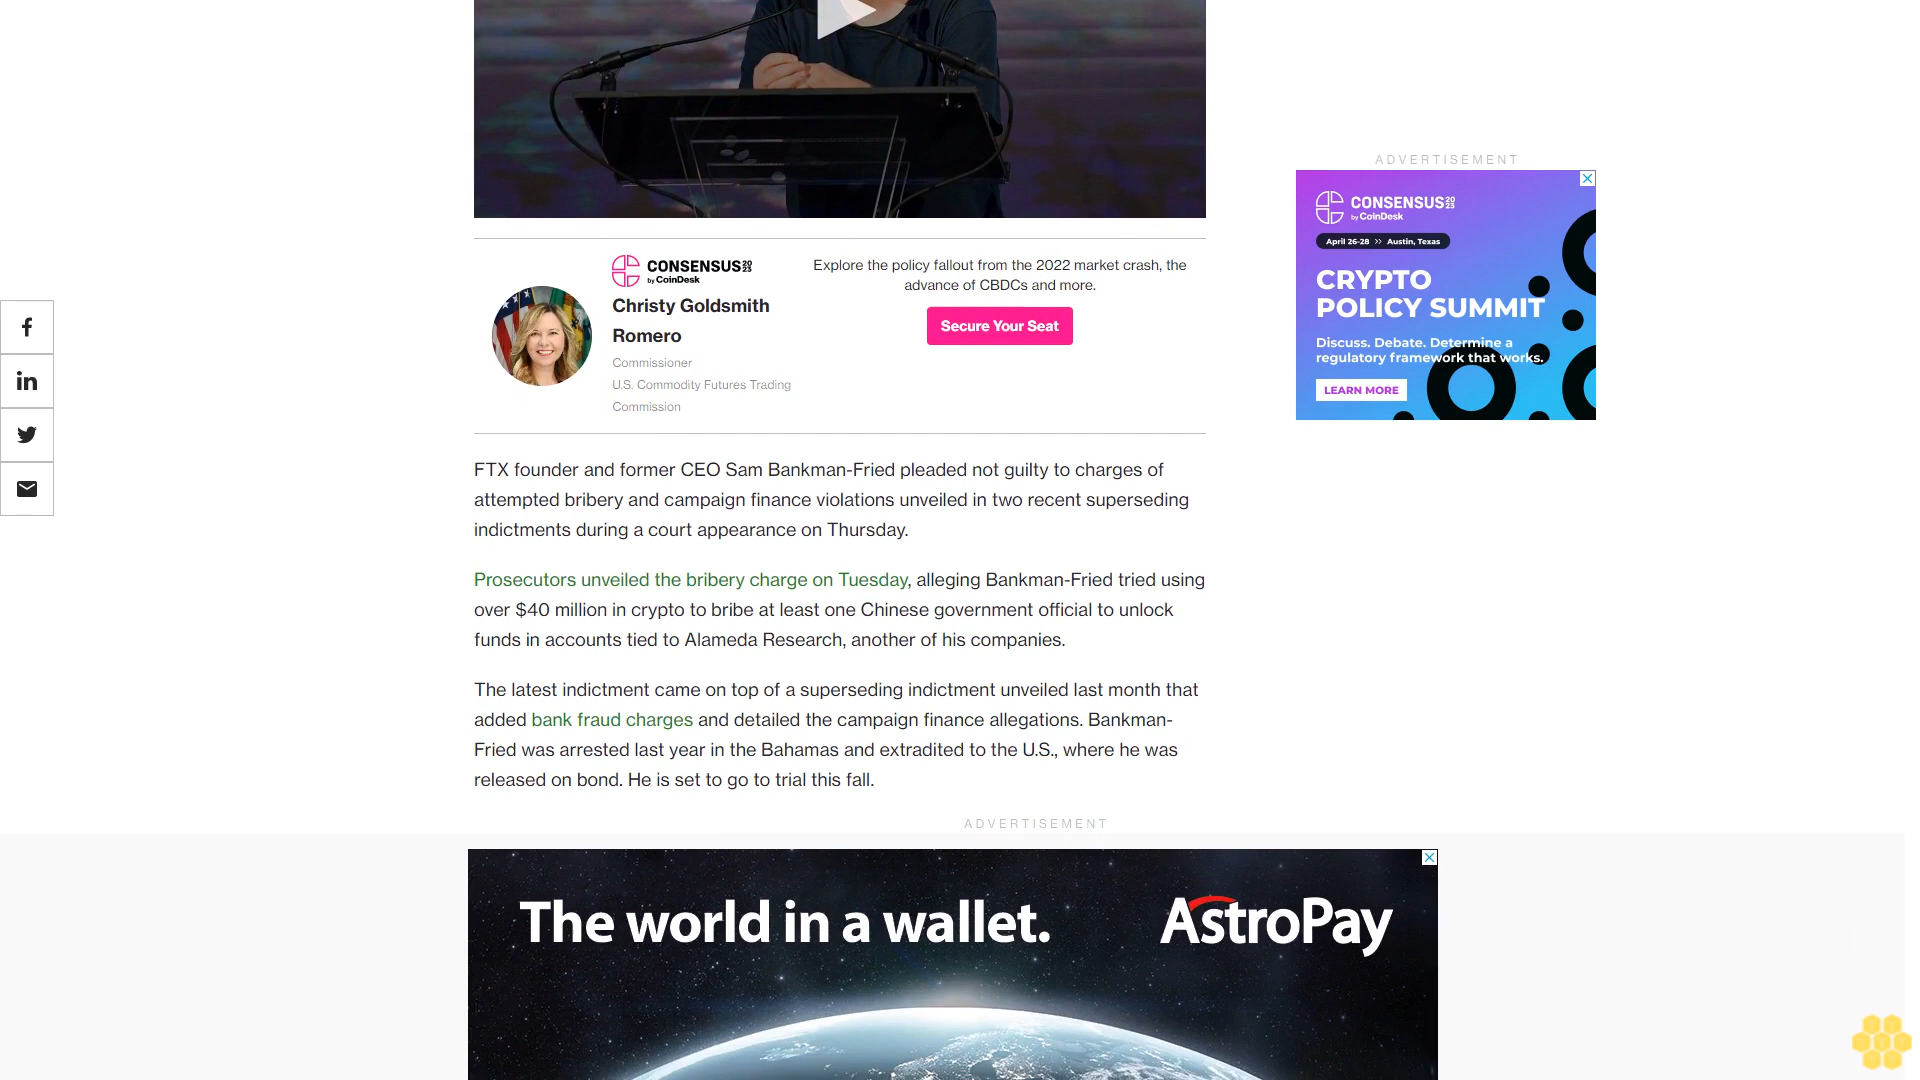 ADVERTISEMENT
CONSENSUS 2023
by CoinDesk
April 26-28 >> Austin, Texas
CRYPTO
POLICY SUMMIT
Discuss. Debate. Determine a
regulatory framework that works.
LEARN MORE
CONSENSUS 2023
by CoinDesk
Christy Goldsmith
Romero
Commissioner
U.S. Commodity Futures Trading
Commission
Explore the policy fallout from the 2022 market crash, the
advance of CBDCs and more.
Secure Your Seat
FTX founder and former CEO Sam Bankman-Fried pleaded not guilty to charges of
attempted bribery and campaign finance violations unveiled in two recent superseding
indictments during a court appearance on Thursday.
Prosecutors unveiled the bribery charge on Tuesday, alleging Bankman-Fried tried using
over $40 million in crypto to bribe at least one Chinese government official to unlock
funds in accounts tied to Alameda Research, another of his companies.
The latest indictment came on top of a superseding indictment unveiled last month that
added bank fraud charges and detailed the campaign finance allegations. Bankman-
Fried was arrested last year in the Bahamas and extradited to the U.S., where he was
released on bond. He is set to go to trial this fall.
ADVERTISEMENT
The world in a wallet.
AstroPay